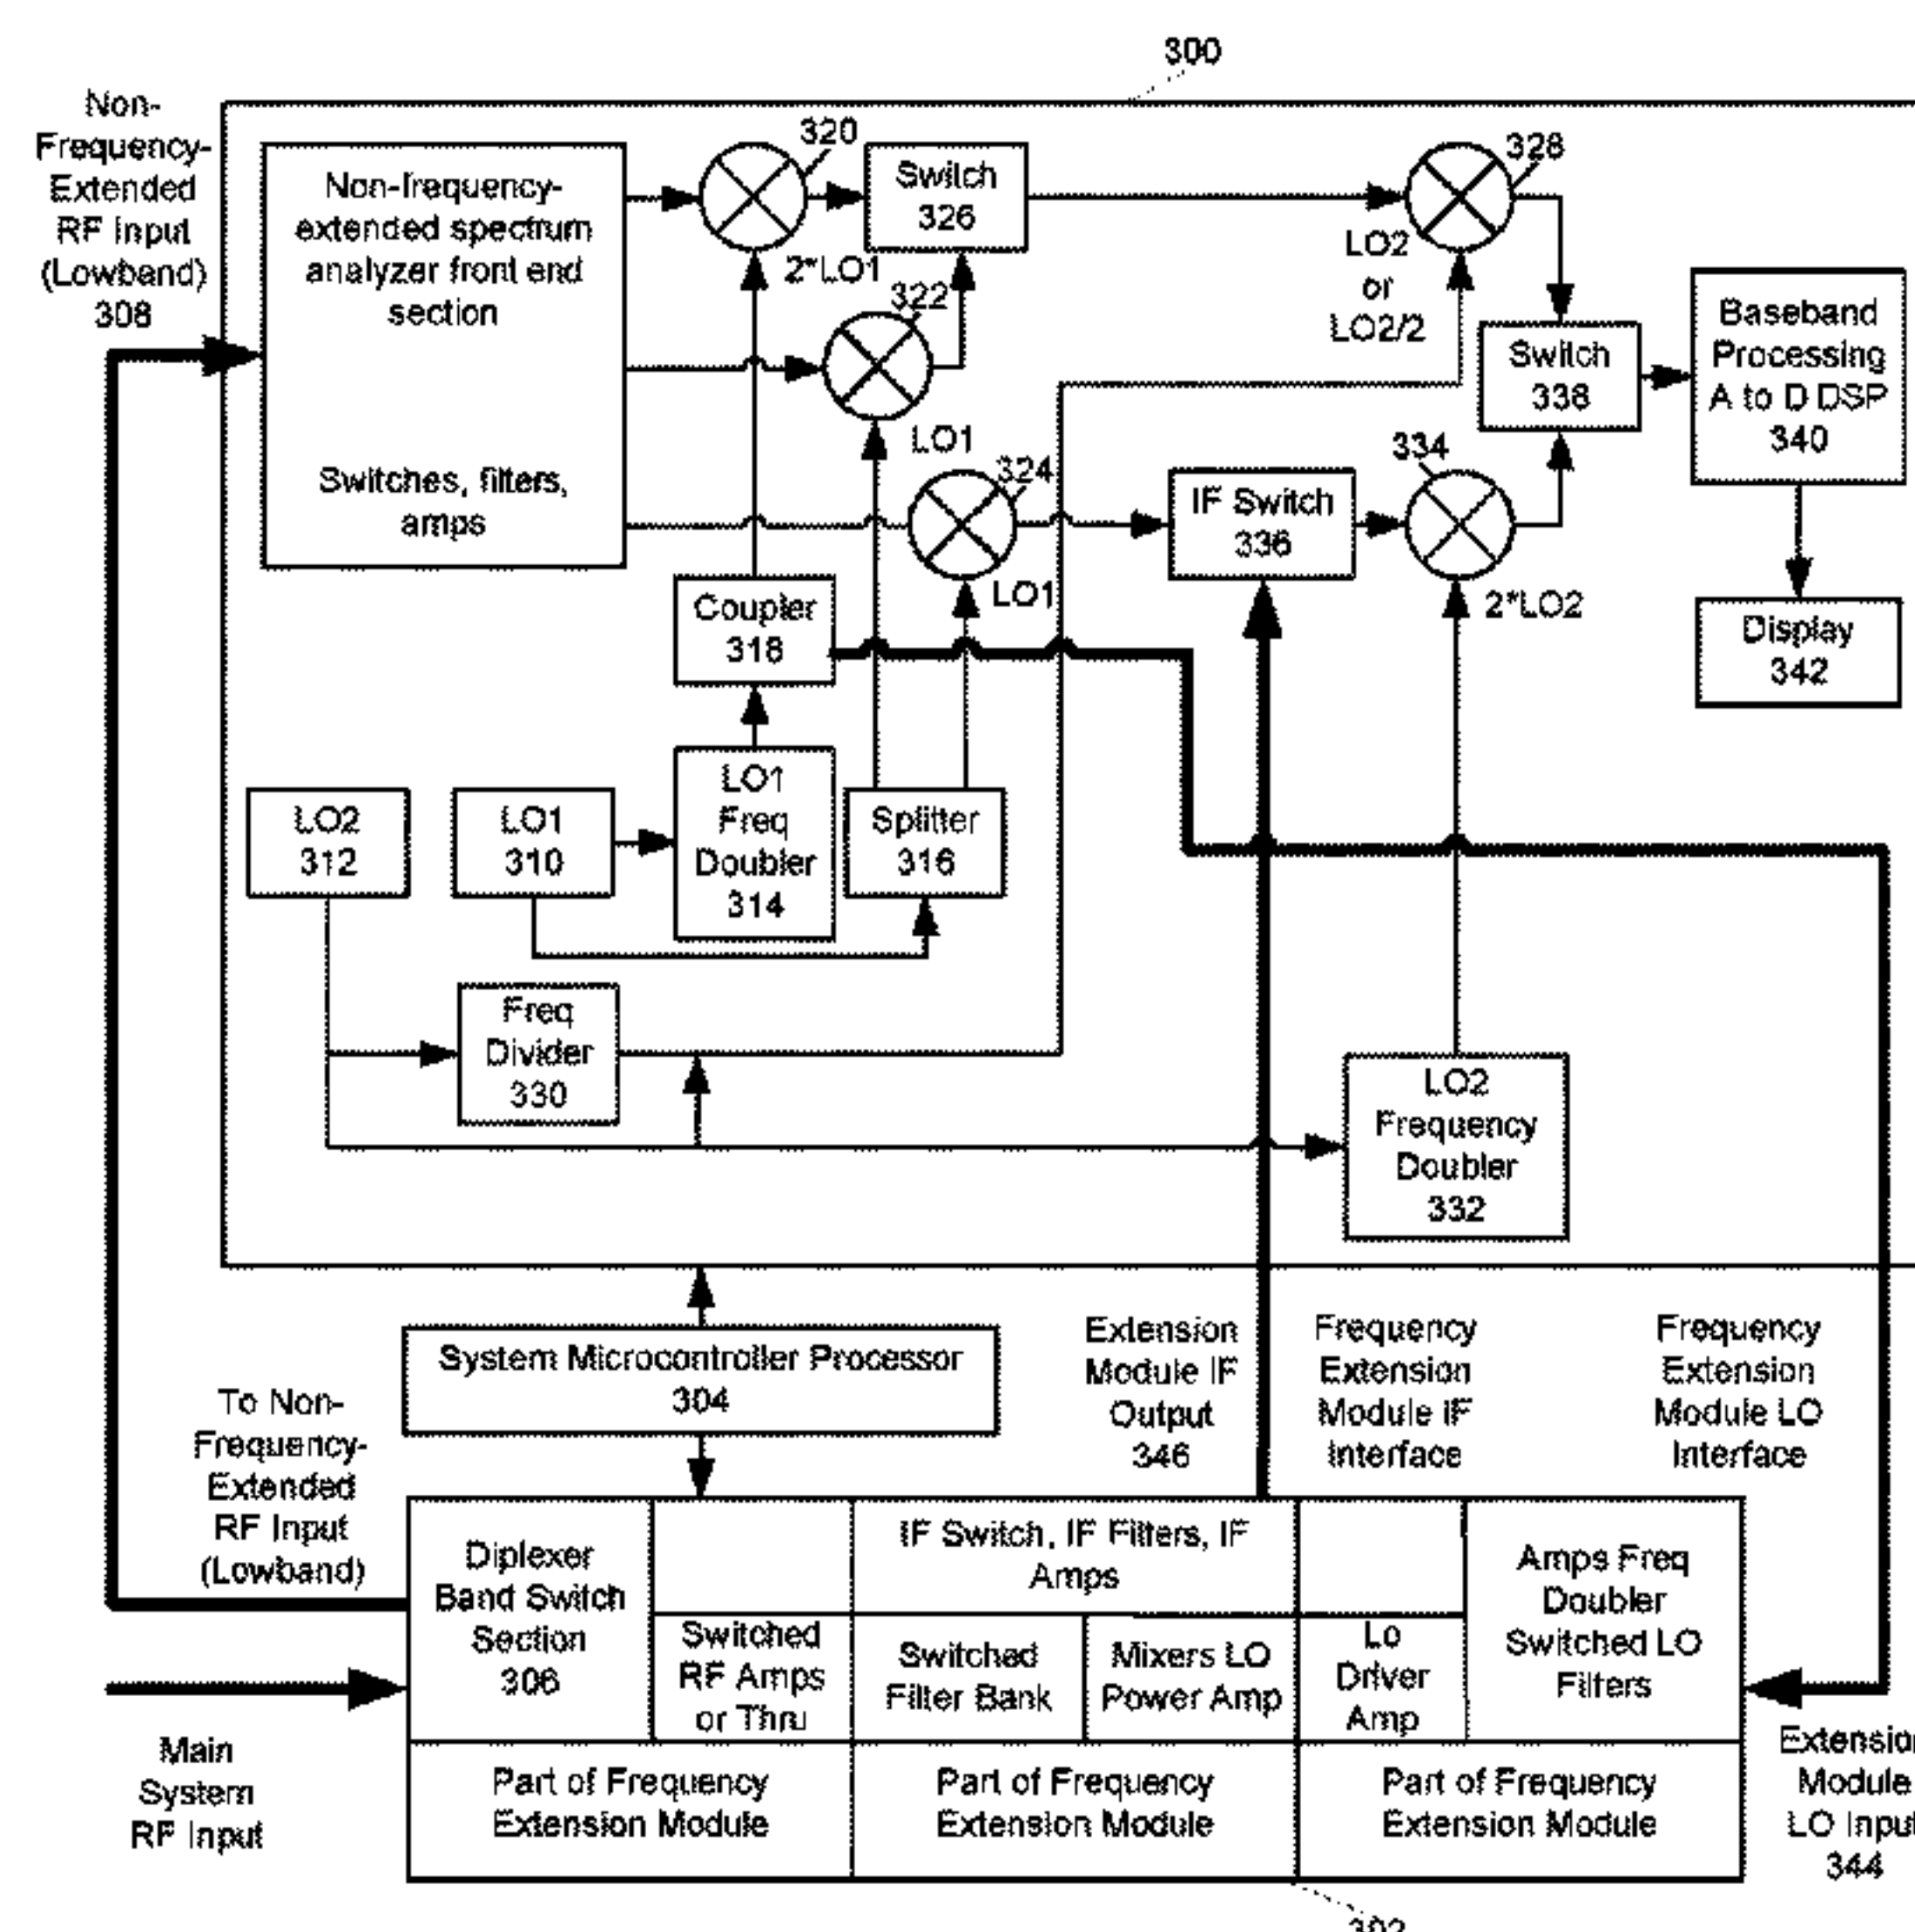 300
Non-
Frequency-
Extended
RF Input
(Lowband)
308
Non-frequency-
extended spectrum
analyzer front end
section
Switches, filters,
amps
320
2*LO1
Switch
326
322
LO1
324
LO1
328
LO2
or
LO2/2
Switch
338
Baseband
Processing
A to D DSP
340
IF Switch
336
334
2*LO2
Display
342
Coupler
318
LO2
312
LO1
310
LO1
Freq
Doubler
314
Splitter
316
Freq
Divider
330
LO2
Frequency
Doubler
332
System Microcontroller Processor
304
Extension
Module IF
Output
346
Frequency
Extension
Module IF
Interface
Frequency
Extension
Module LO
Interface
To Non-
Frequency-
Extended
RF Input
(Lowband)
Diplexer
Band Switch
Section
306
IF Switch, IF Filters, IF
Amps
Amps Freq
Doubler
Switched LO
Filters
Switched
RF Amps
or Thru
Switched
Filter Bank
Mixers LO
Power Amp
Lo
Driver
Amp
Main
System
RF Input
Part of Frequency
Extension Module
Part of Frequency
Extension Module
Part of Frequency
Extension Module
Extension
Module
LO Input
344
302